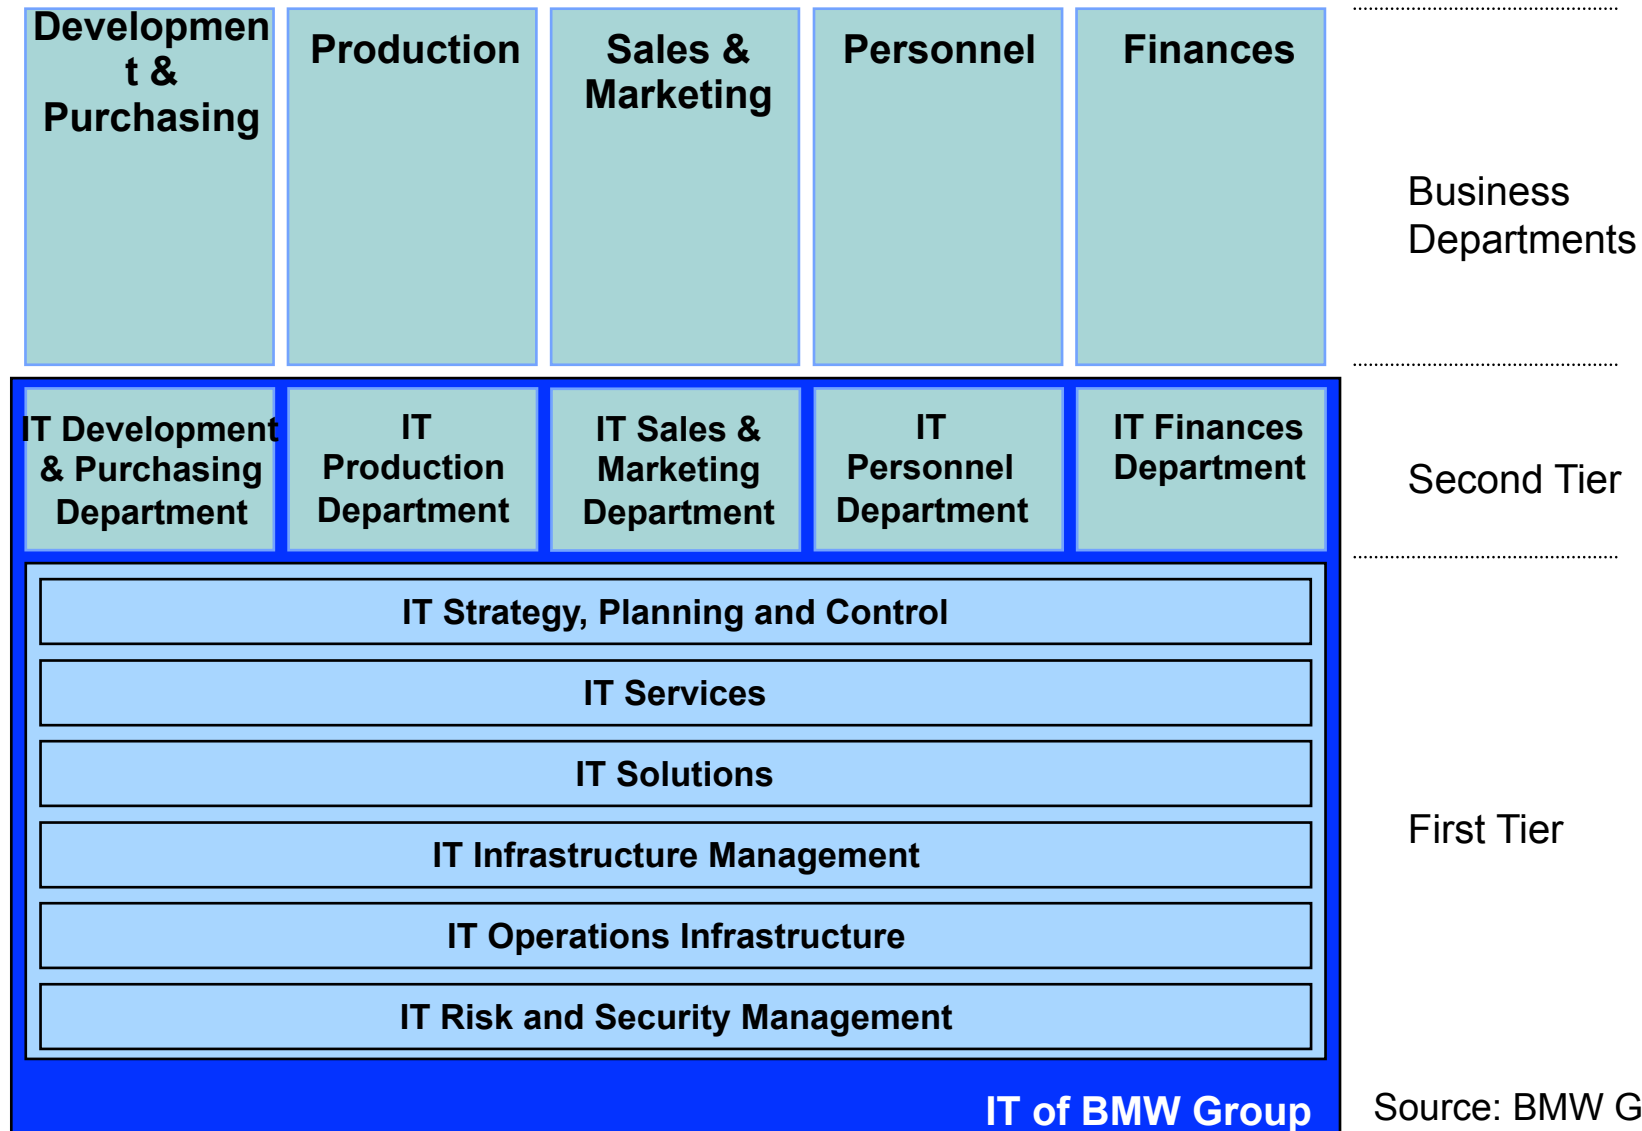 Developmen
t &
Purchasing
Production
Sales &
Marketing
Personnel
Finances
Business
Departments
IT Development
& Purchasing
Department
IT
Production
Department
IT Sales &
Marketing
Department
IT
Personnel
Department
IT Finances
Department
Second Tier
IT Strategy, Planning and Control
IT Services
IT Solutions
IT Infrastructure Management
IT Operations Infrastructure
IT Risk and Security Management
First Tier
IT of BMW Group
Source: BMW G